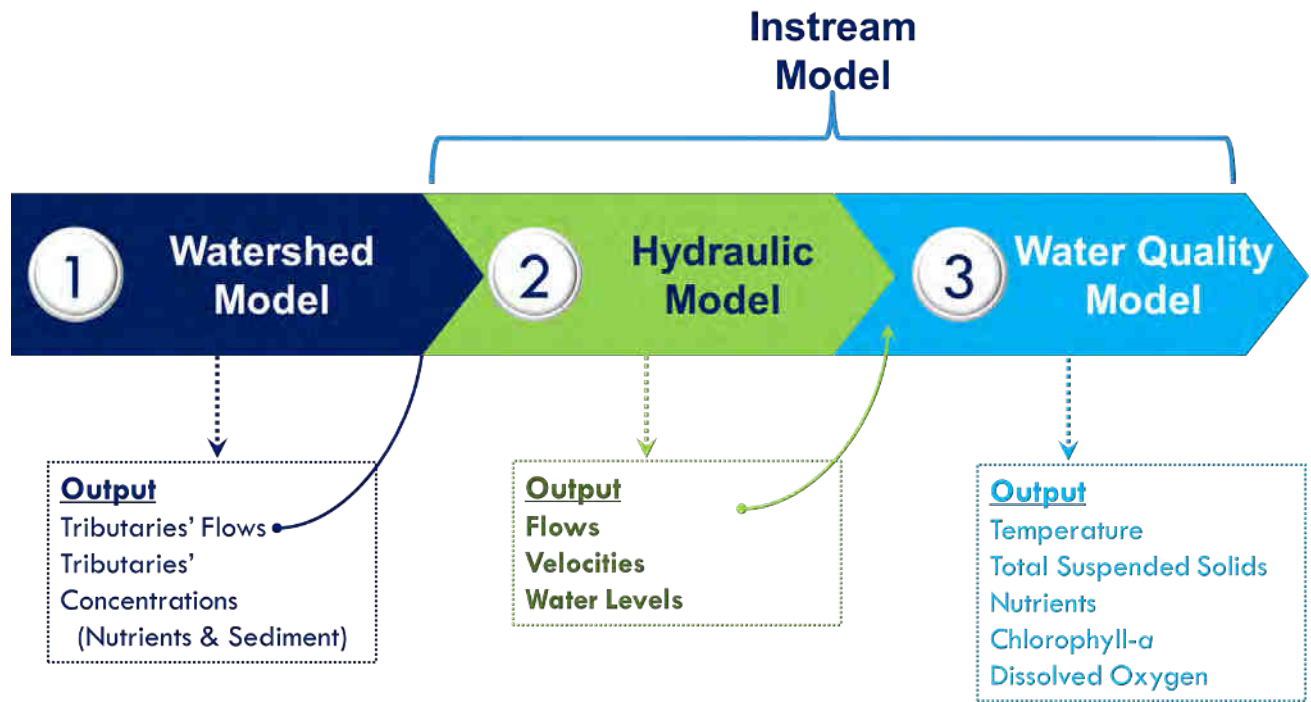 Instream
Model
1
Watershed
Model
2
Hydraulic
Model
3
Water Quality
Model
Output
Tributaries’ Flows
Tributaries’
Concentrations
(Nutrients & Sediment)
Output
Flows
Velocities
Water Levels
Output
Temperature
Total Suspended Solids
Nutrients
Chlorophyll-a
Dissolved Oxygen